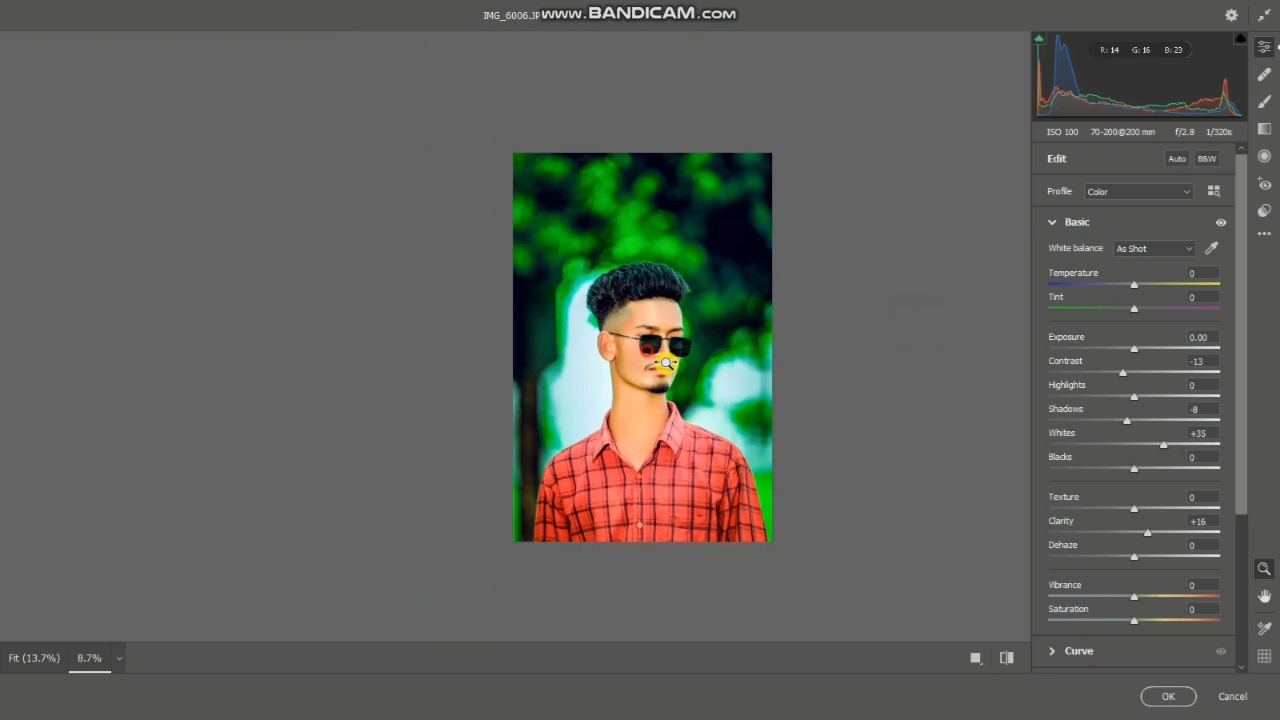 IMG_6006.JP
www.BANDICAM.com
R: 14 G: 16 B: 23
ISO 100 70-200@200 mm f/2.8 1/320s
Edit Auto B&W
Profile Color
Basic
White balance As Shot
Temperature 0
Tint 0
Exposure 0.00
Contrast -13
Highlights 0
Shadows -8
Whites +35
Blacks 0
Texture 0
Clarity +16
Dehaze 0
Vibrance 0
Saturation 0
Curve
Fit (13.7%) 8.7%
OK Cancel